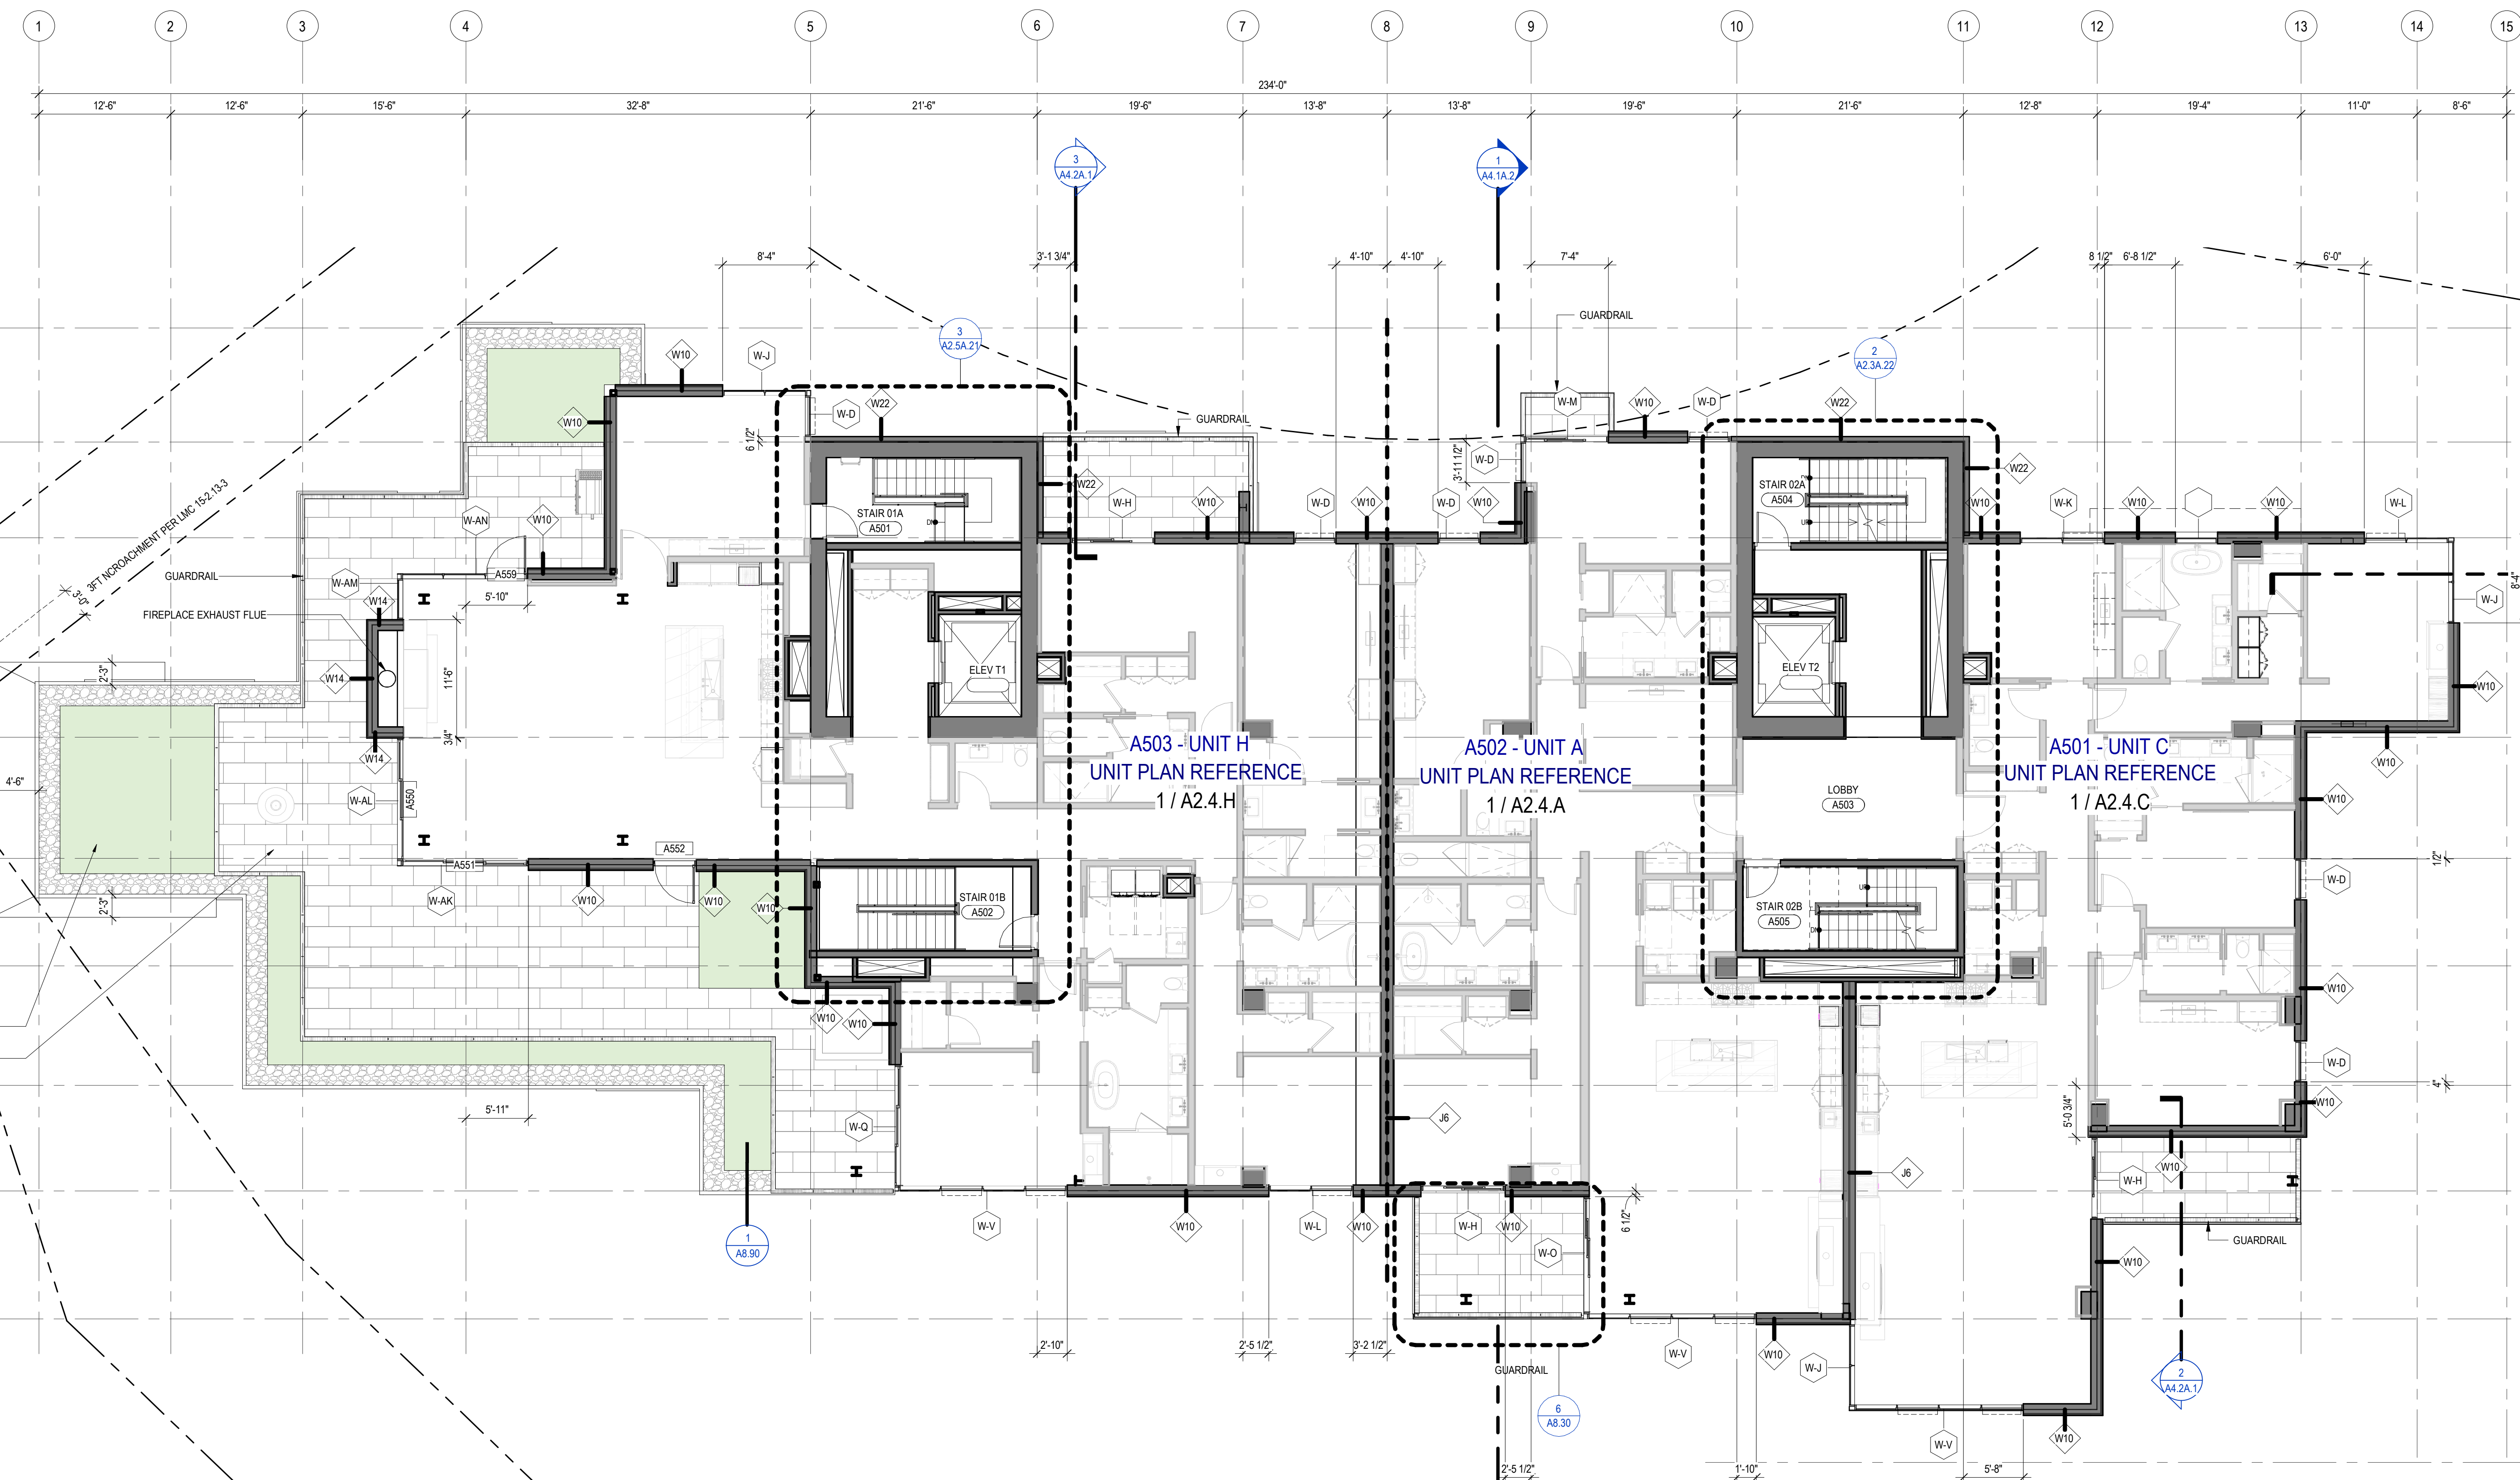 1
2
3
4
5
6
7
8
9
10
11
12
13
14
15
234'-0"
12'-6"
12'-6"
15'-6"
32'-8"
21'-6"
19'-6"
13'-8"
13'-8"
19'-6"
21'-6"
12'-8"
19'-4"
11'-0"
8'-6"
3
A4.2A.1
1
A4.1A.2
8'-4"
3'-1 3/4"
4'-10"
4'-10"
7'-4"
8 1/2"
6'-8 1/2"
6'-0"
GUARDRAIL
3
A2.5A.21
2
A2.3A.22
W10
W-J
W-D
W22
6 1/2"
GUARDRAIL
W-M
W10
W-D
W22
W10
3'-11 1/2"
W-D
W22
W22
3FT NCROACHMENT PER LMC 15-2.13-3
3'-0"
W-AN
W10
STAIR 01A
A501
DN
W-H
W10
W-D
W10
W-D
W10
STAIR 02A
A504
UP
W10
W-K
W10
W10
W-L
GUARDRAIL
W-AM
A559
5'-10"
8'-4"
W14
FIREPLACE EXHAUST FLUE
W-J
2'-3"
W14
11'-6"
ELEV T1
ELEV T2
W10
3/4"
W14
A503 - UNIT H
UNIT PLAN REFERENCE
1 / A2.4.H
A502 - UNIT A
UNIT PLAN REFERENCE
1 / A2.4.A
A501 - UNIT C
UNIT PLAN REFERENCE
1 / A2.4.C
W10
4'-6"
W-AL
A550
LOBBY
A503
W10
A552
A551
1/2"
W-AK
W10
W10
W10
STAIR 01B
A502
STAIR 02B
A505
UP
DN
W-D
2'-3"
W10
W10
W10
W-D
4"
5'-11"
W-Q
J6
5'-0 3/4"
W10
W10
J6
W-H
W-V
W10
W-L
W10
W-H
W10
W-O
6 1/2"
1
A8.90
GUARDRAIL
W10
2'-10"
2'-5 1/2"
3'-2 1/2"
GUARDRAIL
W-V
W10
W-J
2
A4.2A.1
6
A8.30
W-V
W10
2'-5 1/2"
1'-10"
5'-8"